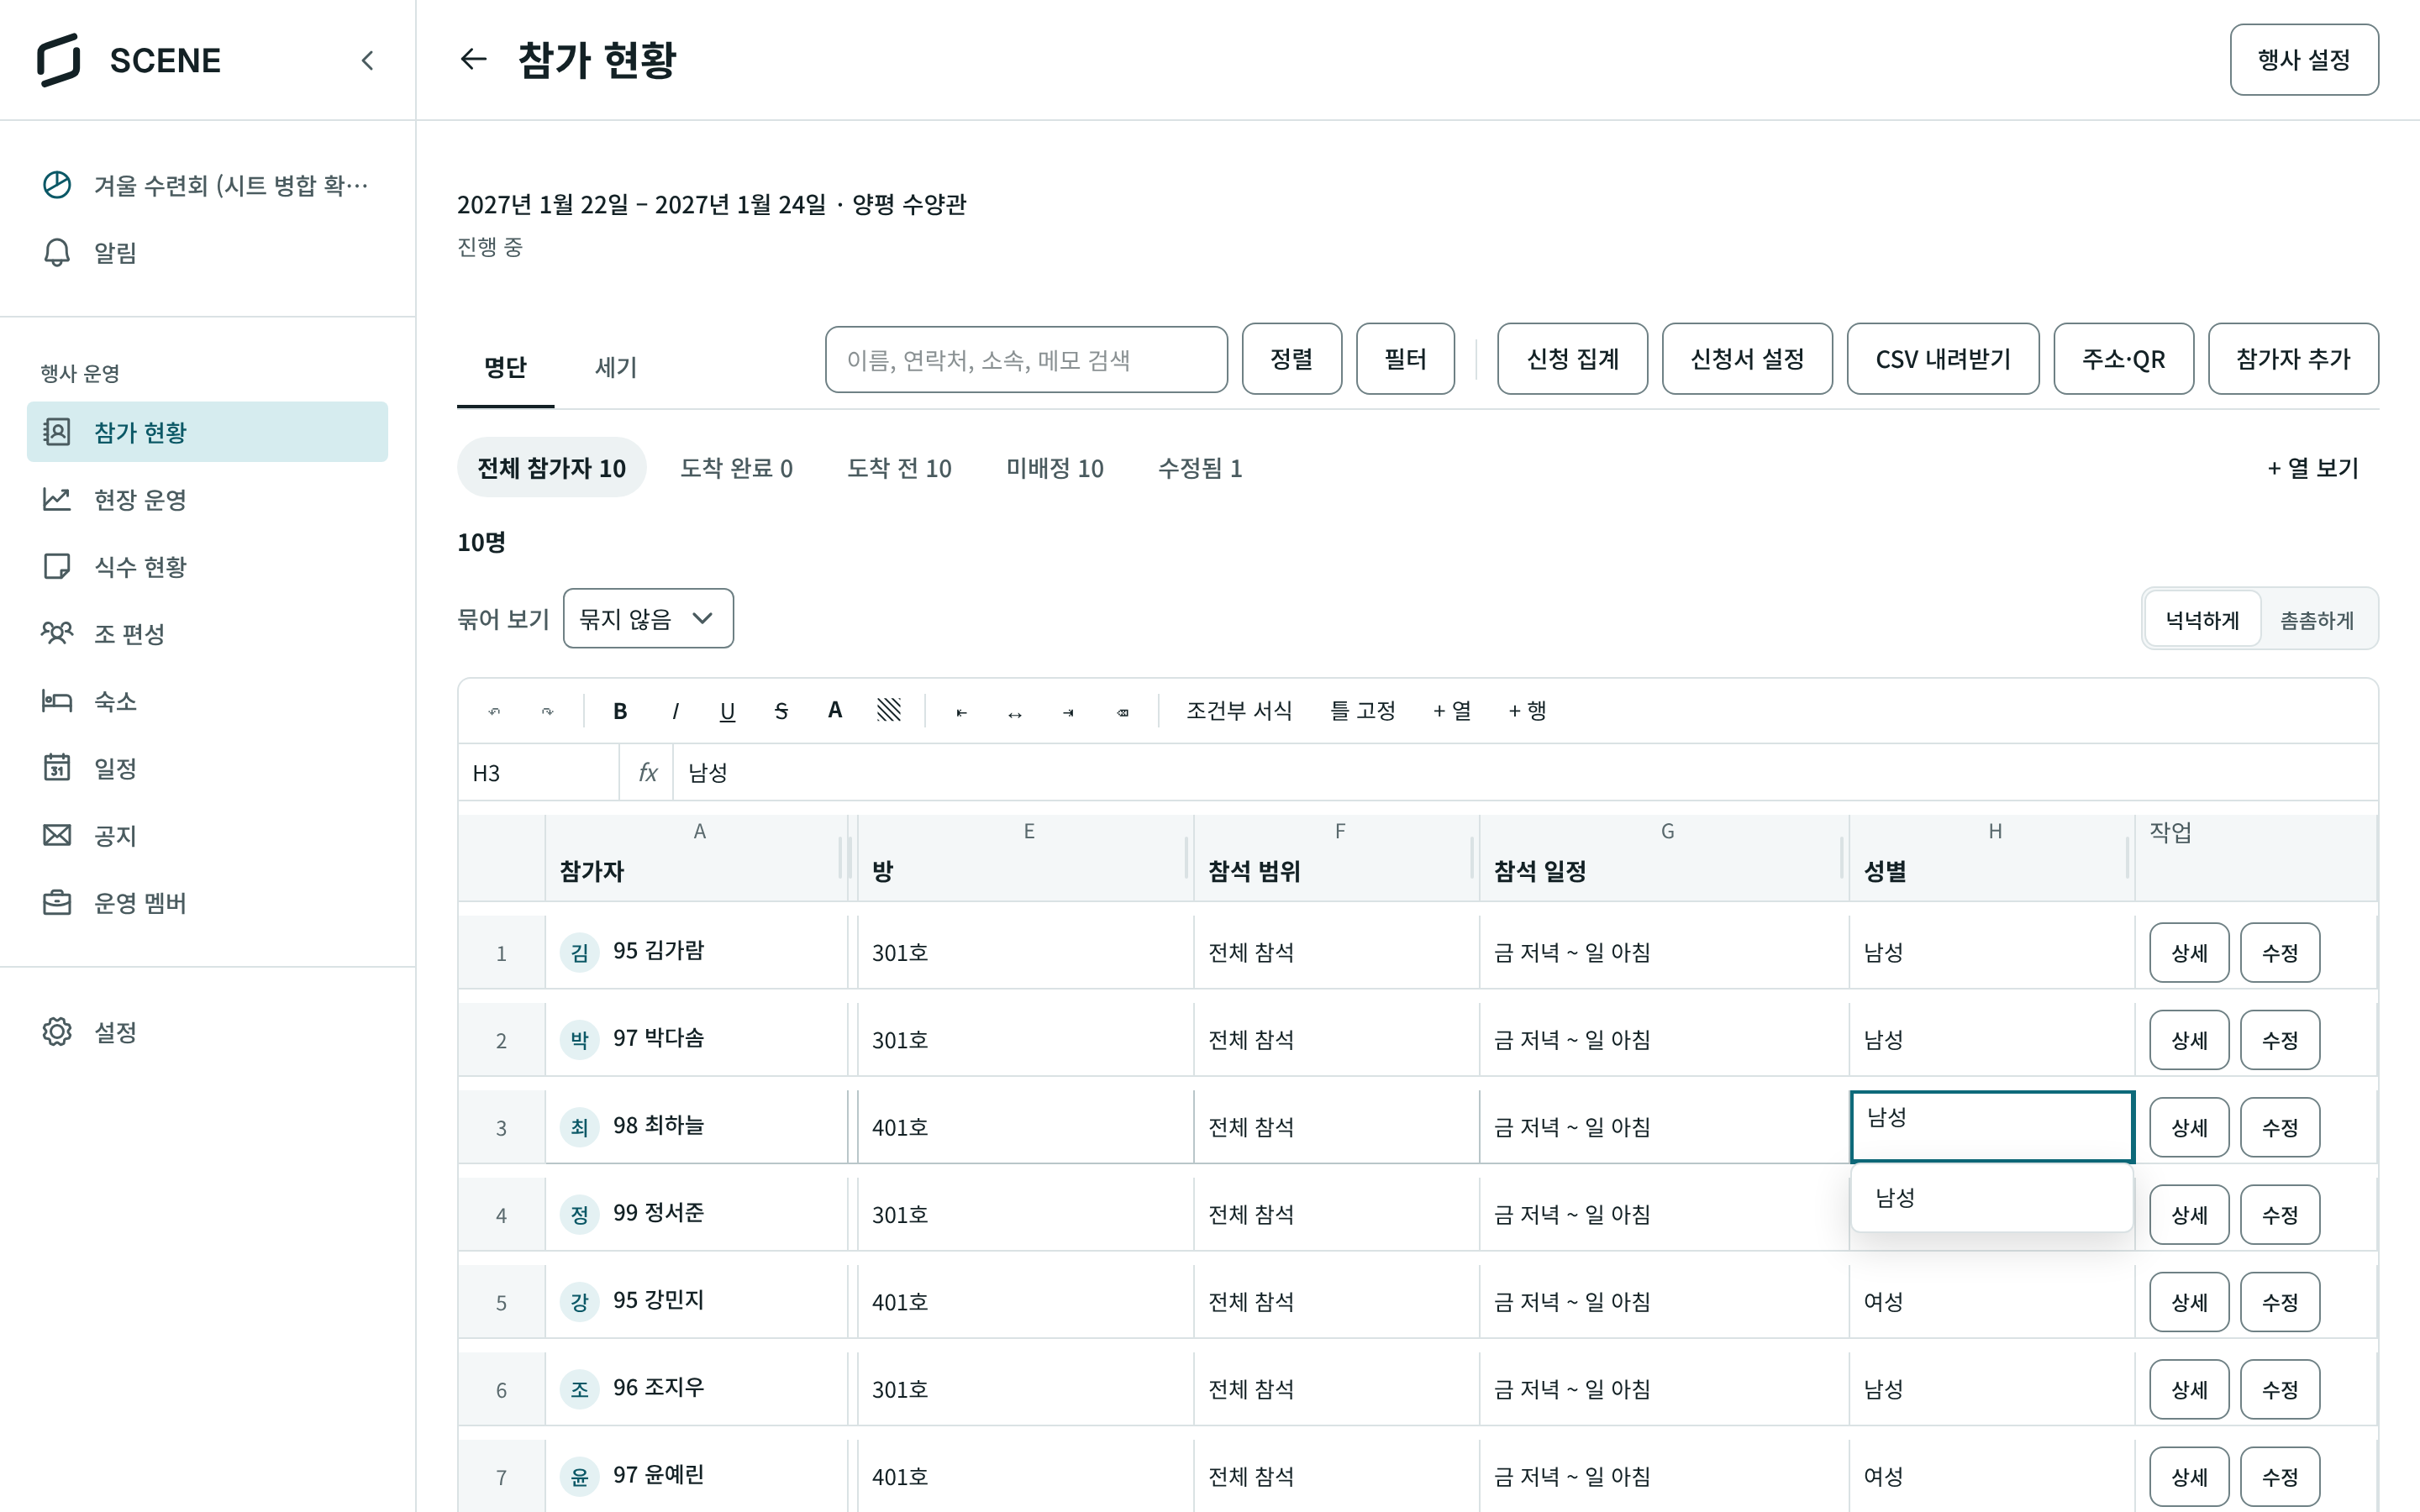 SCENE
참가 현황
행사 설정
겨울 수련회 (시트 병합 확…
알림
행사 운영
참가 현황
현장 운영
식수 현황
조 편성
숙소
31 일정
공지
운영 멤버
설정
2027년 1월 22일 – 2027년 1월 24일 · 양평 수양관
진행 중
명단 세기 이름, 연락처, 소속, 메모 검색 정렬 필터 신청 집계 신청서 설정 CSV 내려받기 주소·QR 참가자 추가
전체 참가자 10 도착 완료 0 도착 전 10 미배정 10 수정됨 1 + 열 보기
10명
묶어 보기 묶지 않음 넉넉하게 촘촘하게
B I U S A 조건부 서식 틀 고정 + 열 + 행
H3 fx 남성
A E F G H 작업
참가자 방 참석 범위 참석 일정 성별
1 김 95 김가람 301호 전체 참석 금 저녁 ~ 일 아침 남성 상세 수정
2 박 97 박다솜 301호 전체 참석 금 저녁 ~ 일 아침 남성 상세 수정
3 최 98 최하늘 401호 전체 참석 금 저녁 ~ 일 아침 남성 상세 수정
남성
4 정 99 정서준 301호 전체 참석 금 저녁 ~ 일 아침 상세 수정
5 강 95 강민지 401호 전체 참석 금 저녁 ~ 일 아침 여성 상세 수정
6 조 96 조지우 301호 전체 참석 금 저녁 ~ 일 아침 남성 상세 수정
7 윤 97 윤예린 401호 전체 참석 금 저녁 ~ 일 아침 여성 상세 수정